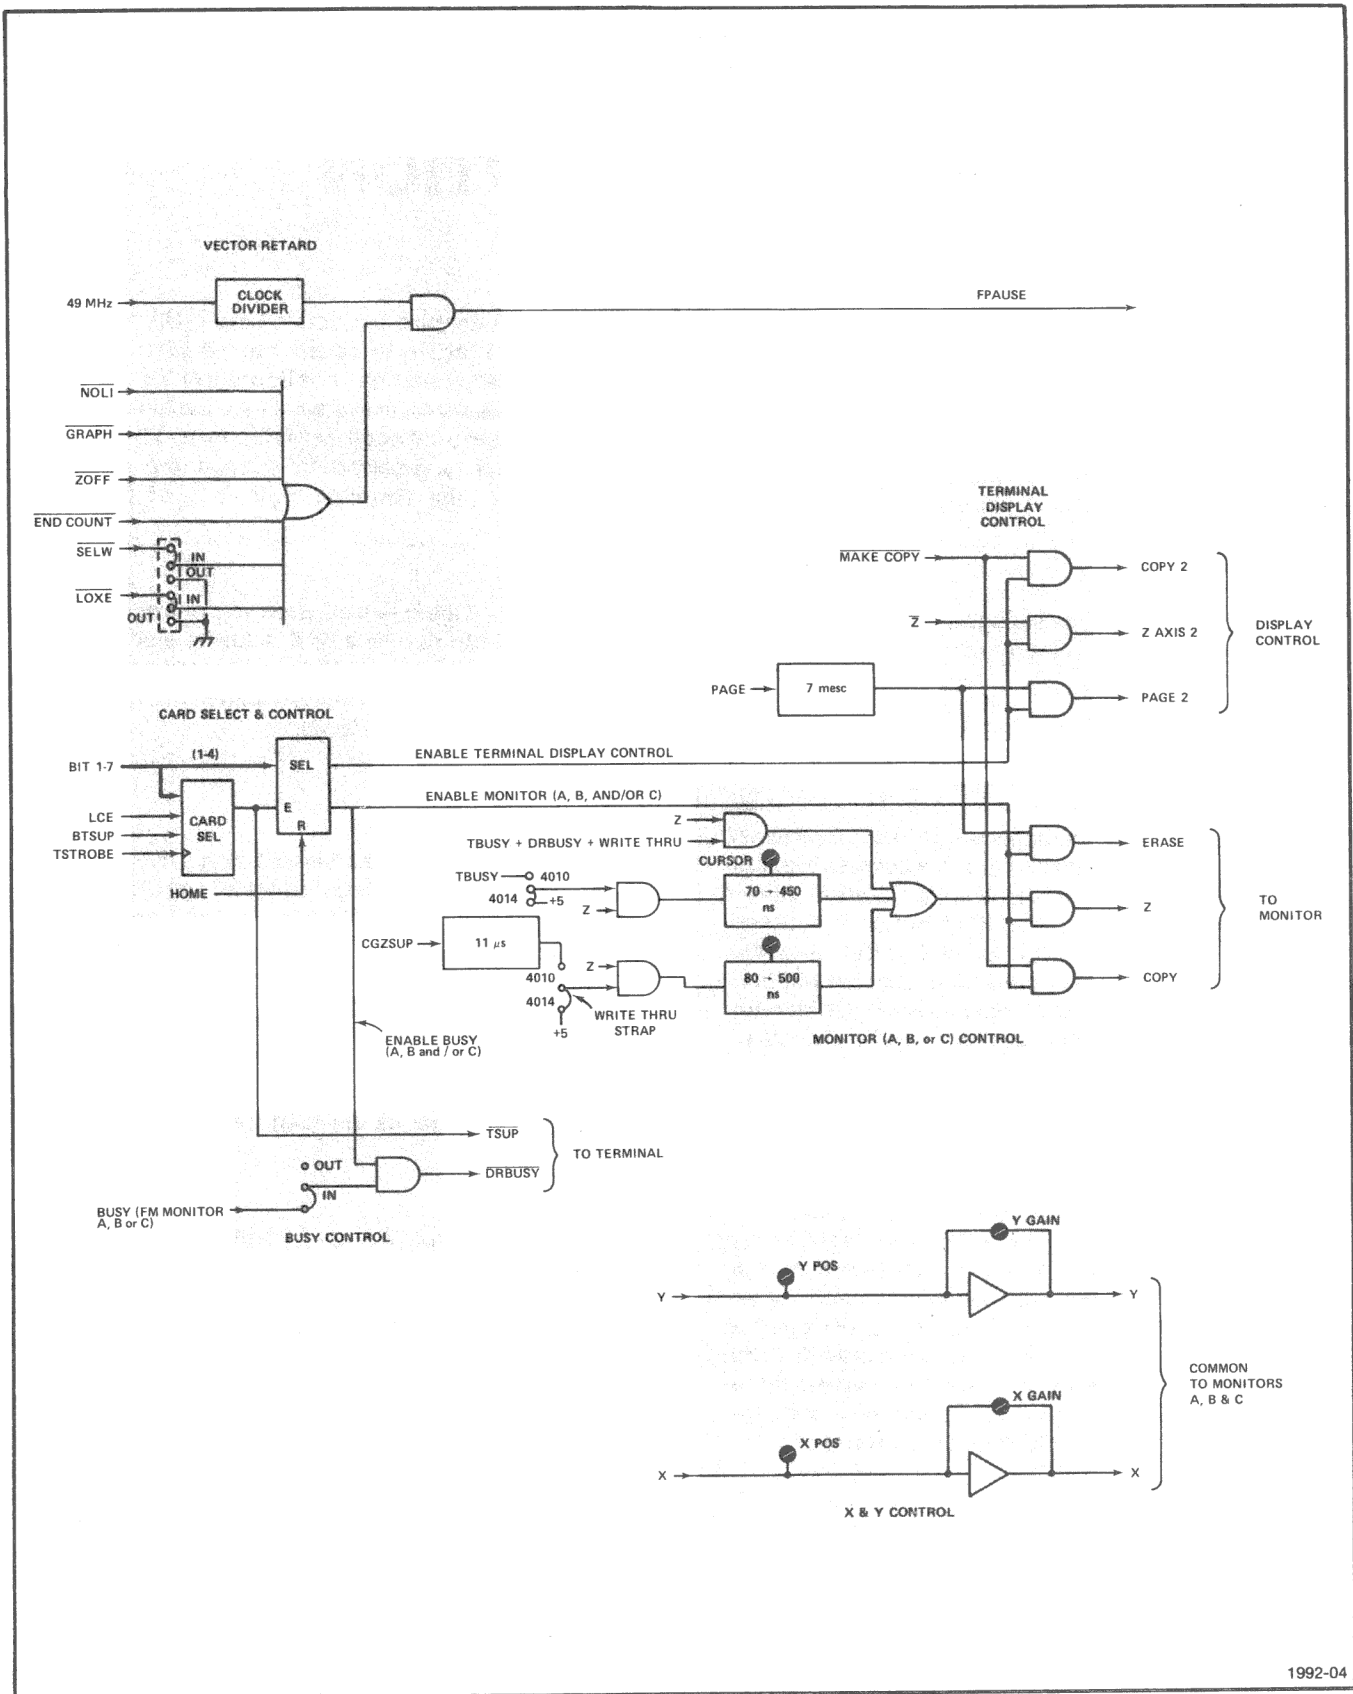 VECTOR RETARD
49 MHz
CLOCK
DIVIDER
FPAUSE
NOLI
GRAPH
ZOFF
END COUNT
SELW
IN
OUT
LOXE
IN
OUT
TERMINAL
DISPLAY
CONTROL
MAKE COPY
COPY 2
Z
Z AXIS 2
DISPLAY
CONTROL
PAGE
7 mesc
PAGE 2
CARD SELECT & CONTROL
BIT 1-7
(1-4)
SEL
ENABLE TERMINAL DISPLAY CONTROL
E
R
ENABLE MONITOR (A, B, AND/OR C)
LCE
BTSUP
TSTROBE
CARD
SEL
HOME
Z
TBUSY + DRBUSY + WRITE THRU
ERASE
CURSOR
TBUSY
4010
4014
+5
Z
70 → 450
ns
Z
TO
MONITOR
CGZSUP
11 μs
Z
4010
4014
+5
80 → 500
ns
COPY
WRITE THRU
STRAP
ENABLE BUSY
(A, B and / or C)
MONITOR (A, B, or C) CONTROL
TSUP
TO TERMINAL
OUT
IN
DRBUSY
BUSY (FM MONITOR
A, B or C)
BUSY CONTROL
Y GAIN
Y POS
Y
Y
COMMON
TO MONITORS
A, B & C
X GAIN
X POS
X
X
X & Y CONTROL
1992-04